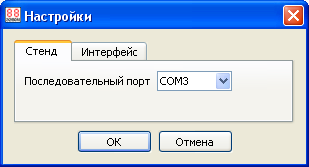 Настройки
Стенд Интерфейс
Последовательный порт COM3
OK Отмена